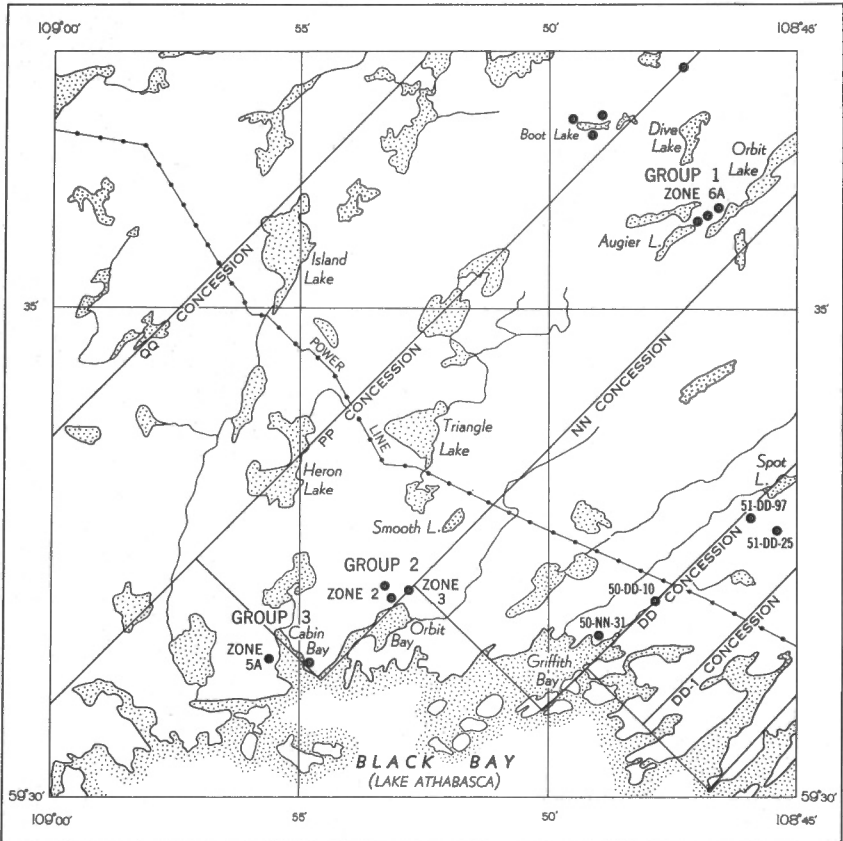 109°00'
55'
50'
108°45'
Boot Lake
Dive
Lake
Orbit
Lake
GROUP 1
ZONE 6A
Augier L.
Island
Lake
35'
35'
QQ CONCESSION
POWER
LINE
PP CONCESSION
NN CONCESSION
Triangle
Lake
Heron
Lake
Spot
L.
51-DD-97
Smooth L.
51-DD-25
GROUP 2
ZONE 2
ZONE
3
50-DD-10
DD CONCESSION
GROUP 3
Cabin
Bay
Orbit
Bay
50-NN-31
ZONE
5A
Griffith
Bay
DD-1 CONCESSION
BLACK BAY
(LAKE ATHABASCA)
59°30'
59°30'
109°00'
55'
50'
108°45'